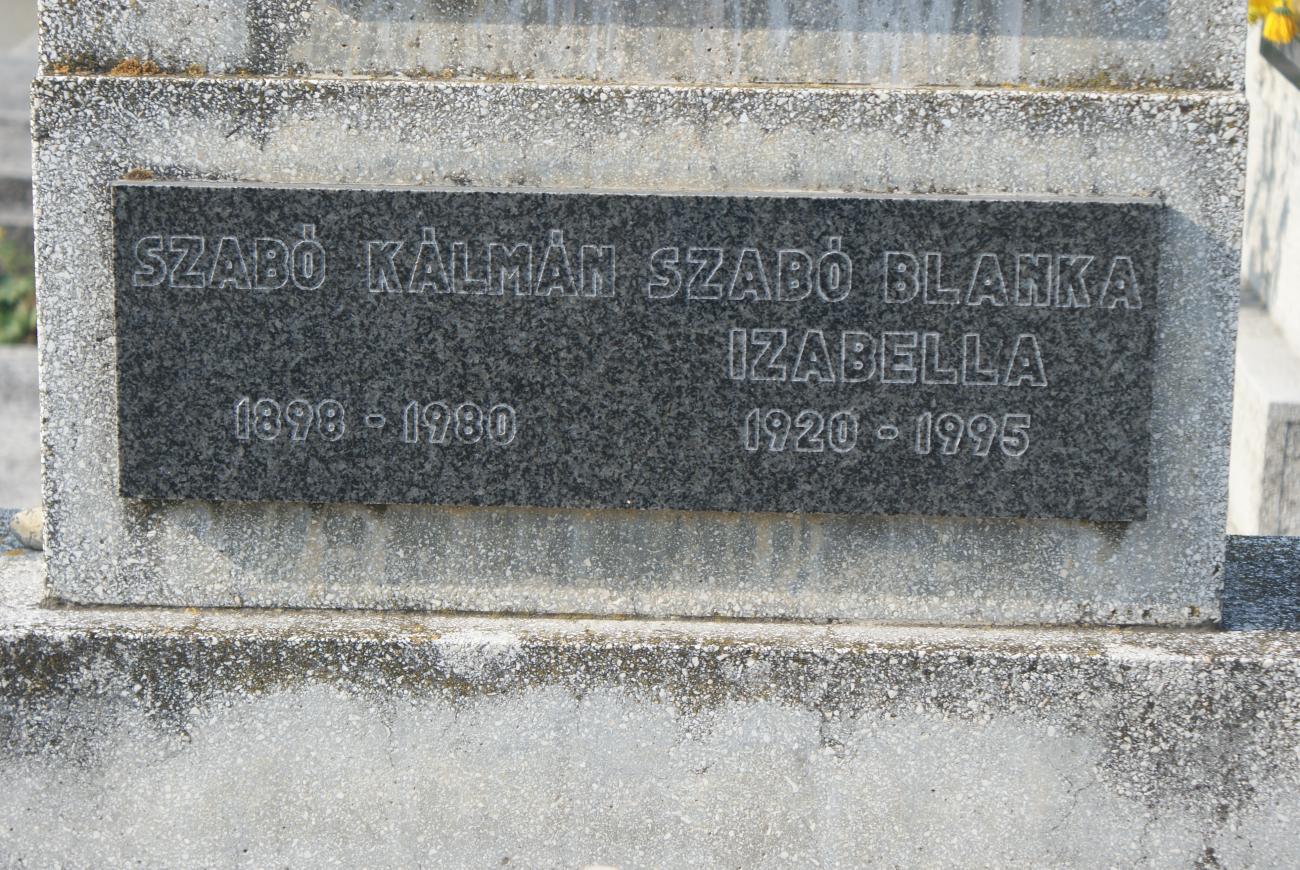 SZABÓ KÁLMÁN
1898 - 1980
SZABÓ BLANKA
IZABELLA
1920 - 1995